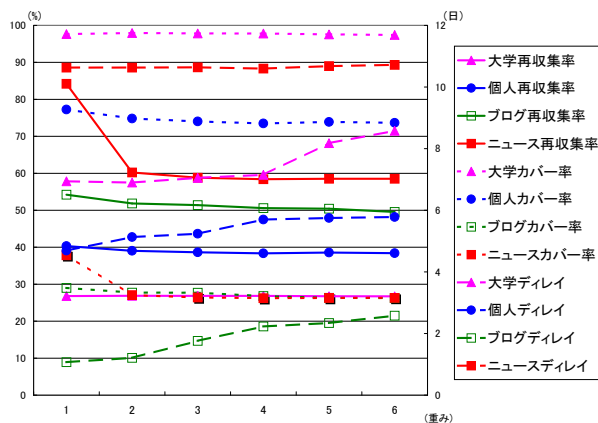 (%)
(日)
100
90
80
70
60
50
40
30
20
10
0
12
10
8
6
4
2
0
1 2 3 4 5 6
(重み)
大学再収集率
個人再収集率
ブログ再収集率
ニュース再収集率
大学カバー率
個人カバー率
ブログカバー率
ニュースカバー率
大学ディレイ
個人ディレイ
ブログディレイ
ニュースディレイ